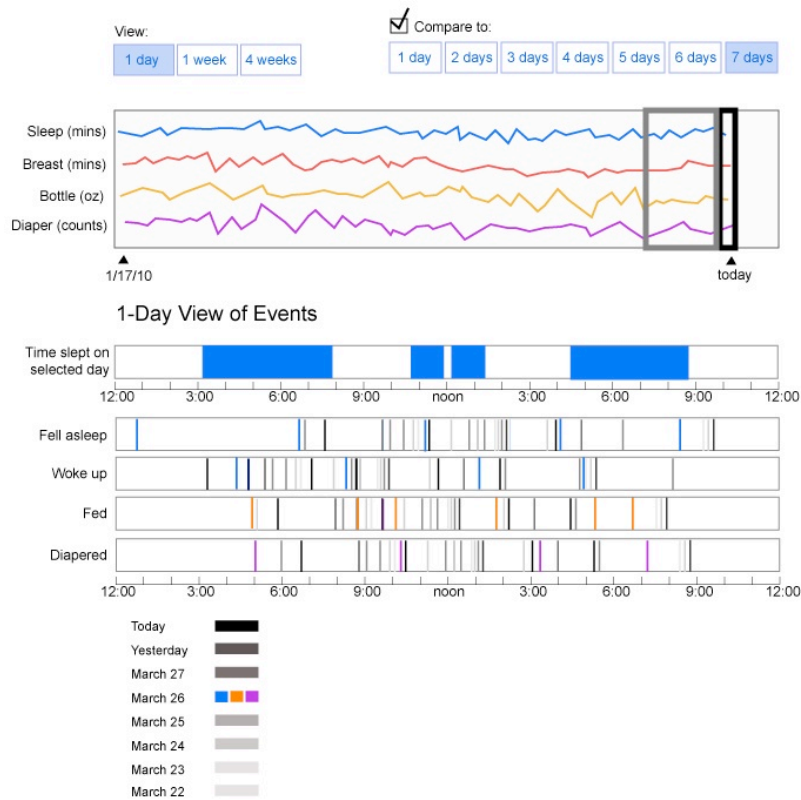 View:
Compare to:
1 day 1 week 4 weeks
1 day 2 days 3 days 4 days 5 days 6 days 7 days
Sleep (mins)
Breast (mins)
Bottle (oz)
Diaper (counts)
1/17/10 today
1-Day View of Events
Time slept on
selected day
12:00 3:00 6:00 9:00 noon 3:00 6:00 9:00 12:00
Fell asleep
Woke up
Fed
Diapered
12:00 3:00 6:00 9:00 noon 3:00 6:00 9:00 12:00
Today
Yesterday
March 27
March 26
March 25
March 24
March 23
March 22